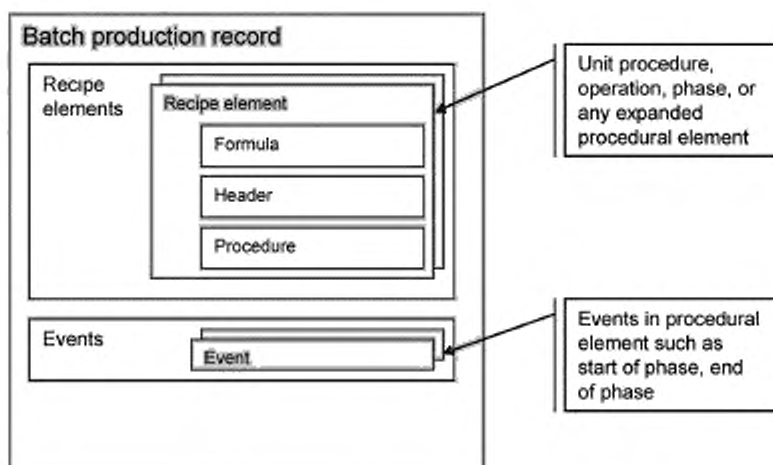 Batch production record
Recipe
elements
Recipe element
Formula
Header
Procedure
Unit procedure,
operation, phase, or
any expanded
procedural element
Events
Event
Events in procedural
element such as
start of phase, end
of phase